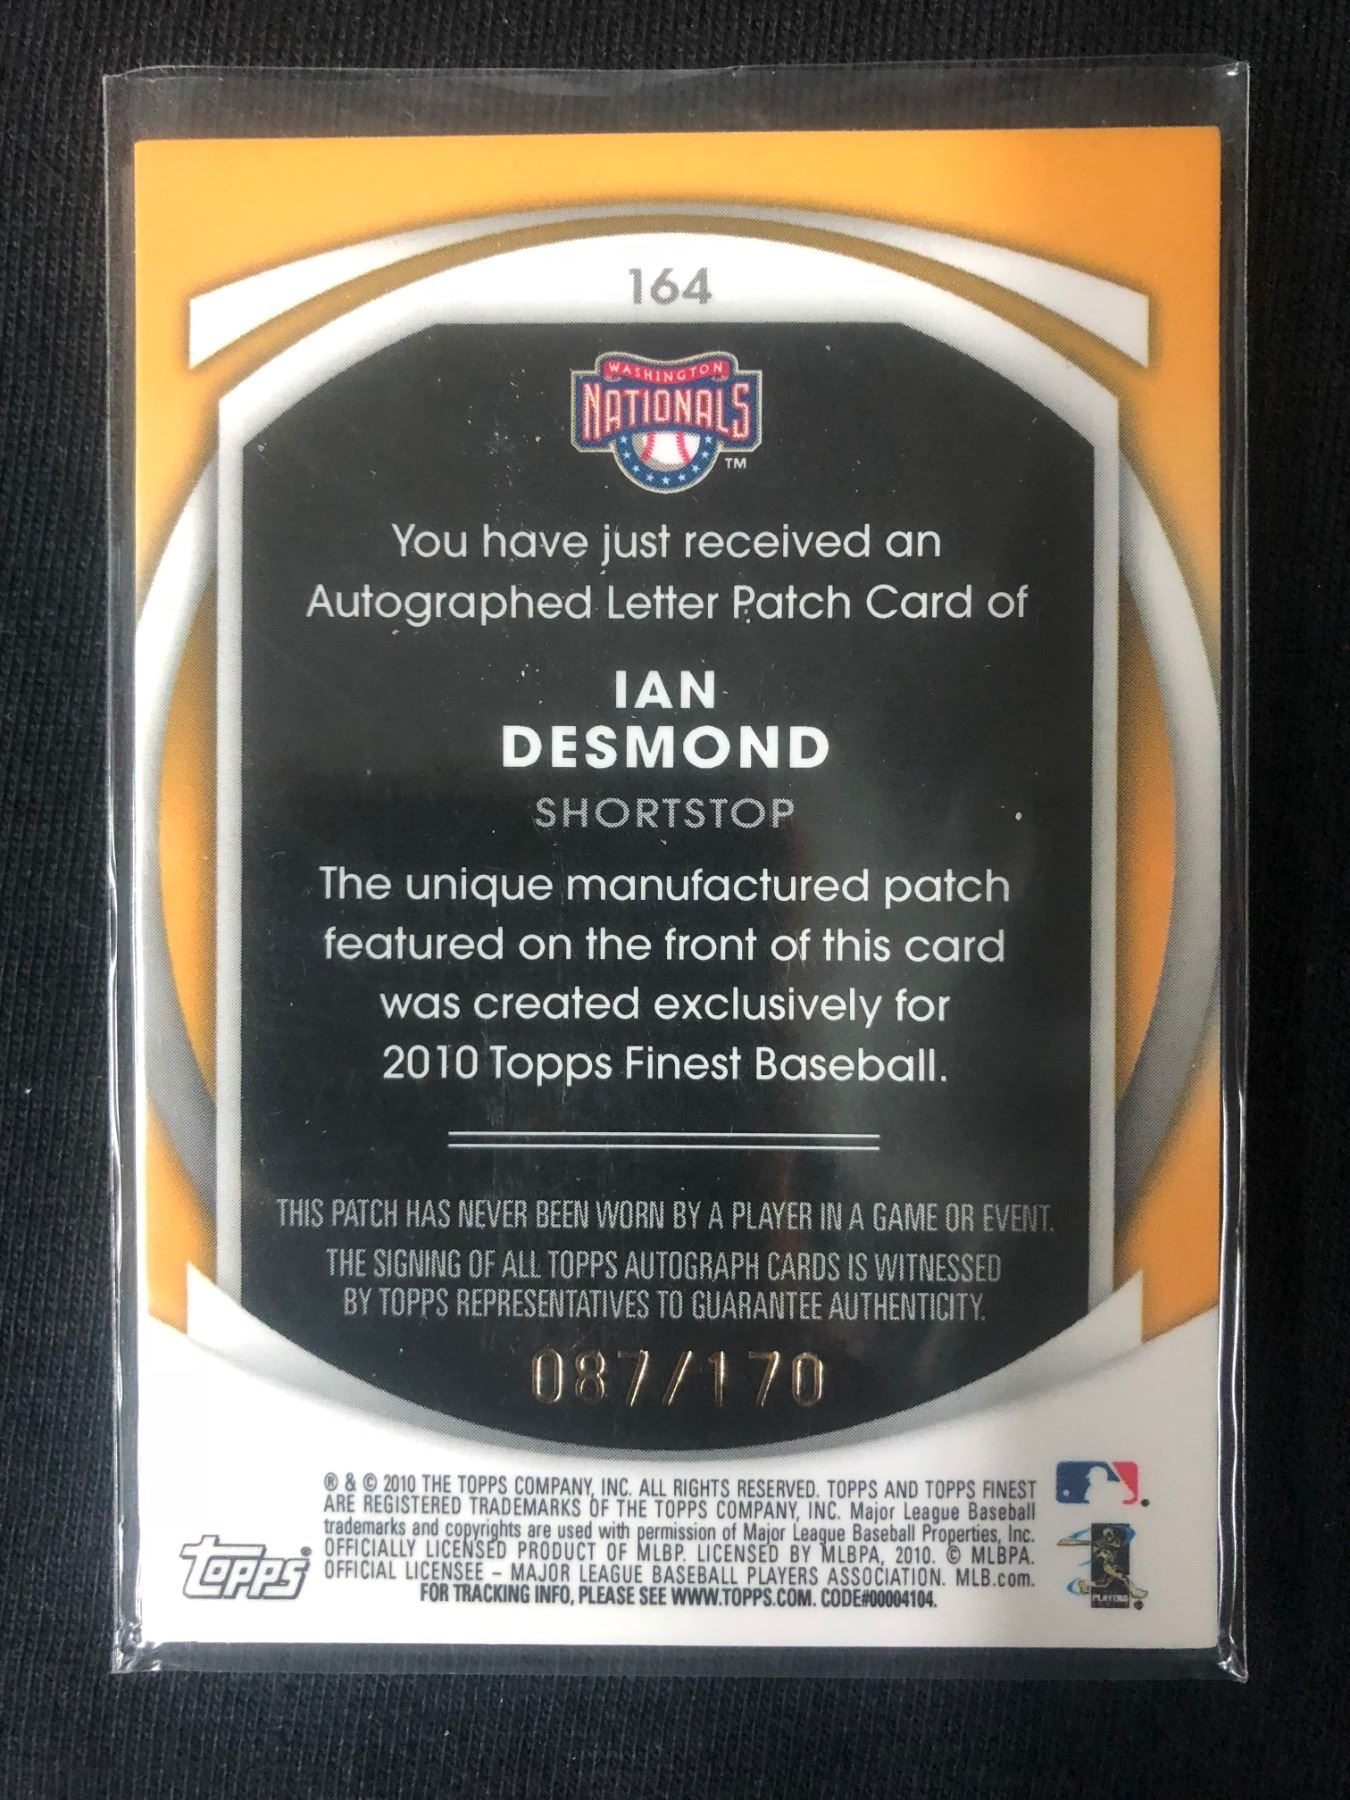 164
WASHINGTON
NATIONALS
TM
You have just received an
Autographed Letter Patch Card of
IAN
DESMOND
SHORTSTOP
The unique manufactured patch
featured on the front of this card
was created exclusively for
2010 Topps Finest Baseball.
THIS PATCH HAS NEVER BEEN WORN BY A PLAYER IN A GAME OR EVENT.
THE SIGNING OF ALL TOPPS AUTOGRAPH CARDS IS WITNESSED
BY TOPPS REPRESENTATIVES TO GUARANTEE AUTHENTICITY.
087/170
® & © 2010 THE TOPPS COMPANY, INC. ALL RIGHTS RESERVED. TOPPS AND TOPPS FINEST
ARE REGISTERED TRADEMARKS OF THE TOPPS COMPANY, INC. Major League Baseball
trademarks and copyrights are used with permission of Major League Baseball Properties, Inc.
OFFICIALLY LICENSED PRODUCT OF MLBP. LICENSED BY MLBPA, 2010. © MLBPA.
OFFICIAL LICENSEE – MAJOR LEAGUE BASEBALL PLAYERS ASSOCIATION. MLB.com.
FOR TRACKING INFO, PLEASE SEE WWW.TOPPS.COM. CODE#00004104.
Topps®
PLAYERS